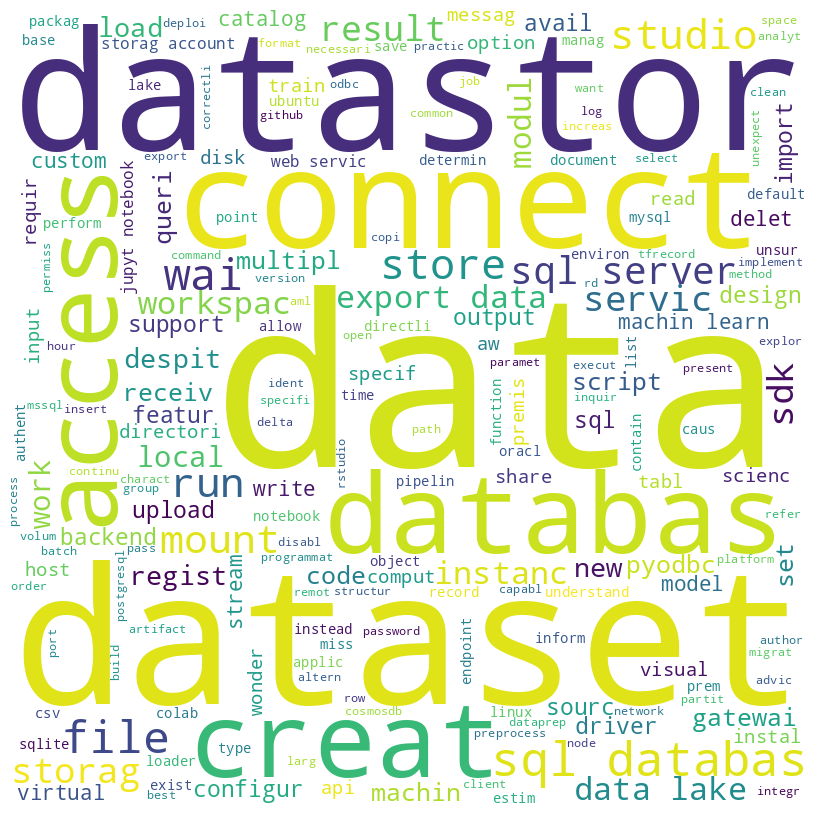 packag
load
catalog
result
messag
avail
studio
space
deploi
base
storag account
format
necessari
save
practic
option
manag
analyt
datastor
lake
correctli
train
ubuntu
github
odbc
common
job
modul
want
increas
log
clean
unexpect
import
custom
export
disk
web servic
determin
document
select
requir
access
jupyt notebook
queri
connect
read
default
perform
point
mysql
delet
permiss
copi
command
wai
multipl
store
sql server
environ
tfrecord
unsur
implement
version
rd
method
workspac
aml
export data
servic
design
input
support
allow
open
directli
output
machin learn
explor
hour
despit
data
aw
list
specif
paramet
execut
present
receiv
ident
time
script
sdk
mssql
insert
featur
specifi
function
premis
inquir
authent
directori
delta
path
sql
contain
caus
work
local
oracl
continu
charact
run
rstudio
pipelin
share
tabl
scienc
process
group
write
databas
backend
upload
notebook
refer
volum
pass
mount
disabl
batch
programmat
object
pyodbc
platform
host
regist
stream
code
comput
instanc
new
set
order
postgresql
remot
structur
record
capabl
understand
model
dataset
artifact
instead
password
miss
endpoint
inform
author
port
build
wonder
applic
migrat
altern
visual
prem
advic
row
partit
csv
colab
creat
cosmosdb
linux
sourc
network
gatewai
file
dataprep
driver
preprocess
instal
sqlite
type
node
storag
loader
larg
sql databas
virtual
best
exist
configur
api
machin
client
estim
data lake
integr